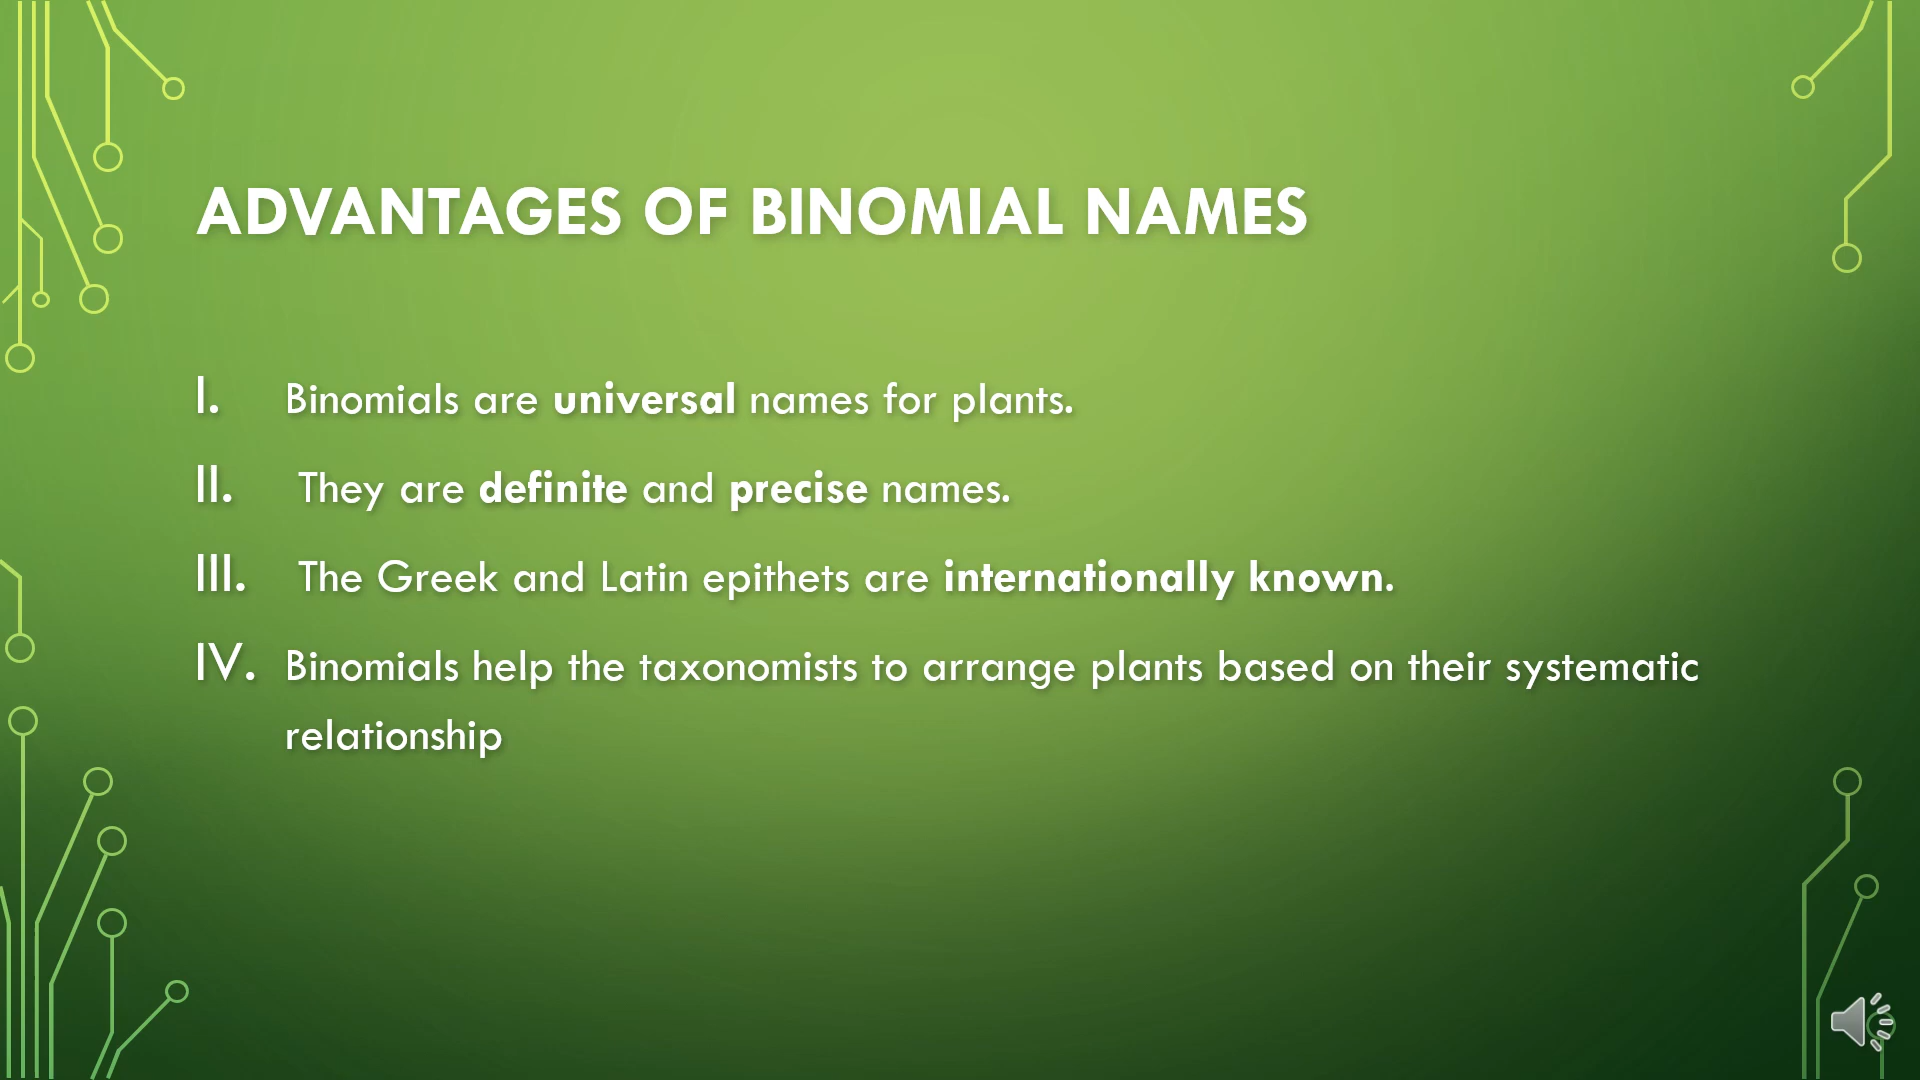 ADVANTAGES OF BINOMIAL NAMES
I. Binomials are universal names for plants.
II. They are definite and precise names.
III. The Greek and Latin epithets are internationally known.
IV. Binomials help the taxonomists to arrange plants based on their systematic
relationship